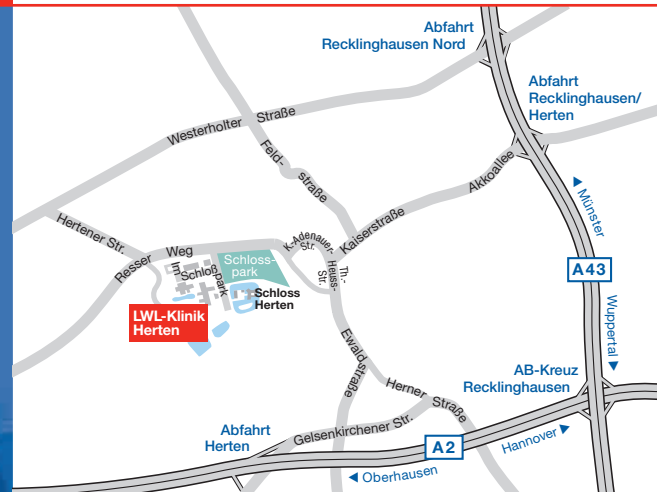 Abfahrt
Recklinghausen Nord
Abfahrt
Recklinghausen/
Herten
Westerholter Straße
Feld-
straße
Akkoallee
Münster
Hertener Str.
Kaiserstraße
K-Adenauer-
Str.
Resser Weg
Schloss-
park
Im Schloßpark
Th.-
Heuss-
Str.
A43
Schloss
Herten
LWL-Klinik
Herten
Wuppertal
Ewaldstraße
AB-Kreuz
Recklinghausen
Herner Straße
Gelsenkirchener Str.
Abfahrt
Herten
A2
Hannover
Oberhausen